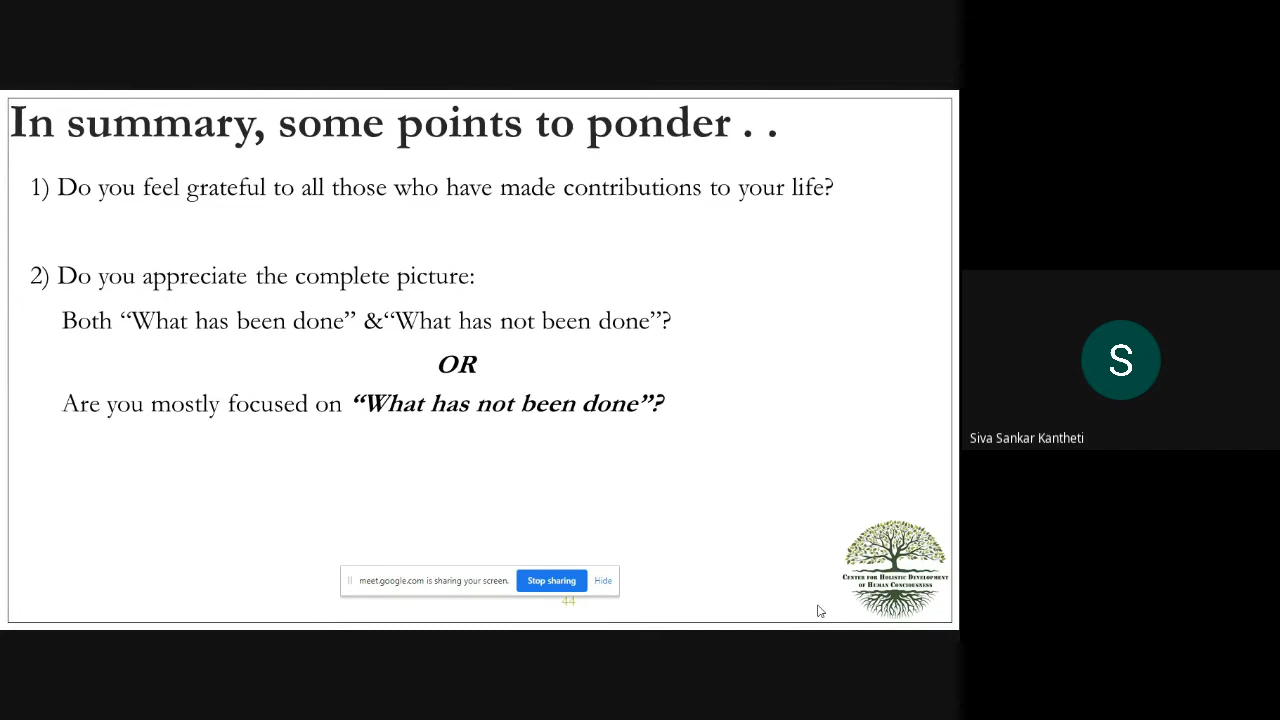 In summary, some points to ponder . .
1) Do you feel grateful to all those who have made contributions to your life?
2) Do you appreciate the complete picture:
Both “What has been done” &“What has not been done”?
OR
Are you mostly focused on “What has not been done”?
S
Siva Sankar Kantheti
CENTER FOR HOLISTIC DEVELOPMENT
OF HUMAN CONCIOUSNESS
meet.google.com is sharing your screen.
Stop sharing
Hide
44